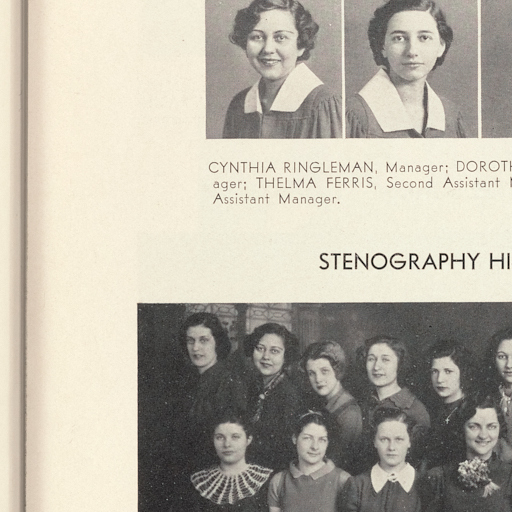 CYNTHIA RINGLEMAN, Manager; DOROTH
ager; THELMA FERRIS, Second Assistant
Assistant Manager.
STENOGRAPHY HI